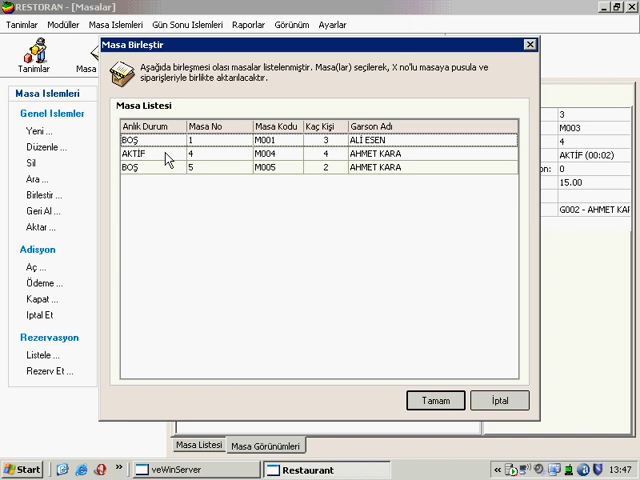 RESTORAN - [Masalar]
Tanimlar Modüller Masa Islemleri Gün Sonu Islemleri Raporlar Görünüm Ayarlar
Tanimlar
Masa
Masa Islemleri
Genel Islemler
Yeni ...
Düzenle ...
Sil
Ara ...
Birlestir ...
Geri Al ...
Aktar ...
Adisyon
Aç ...
Ödeme ...
Kapat ...
Iptal Et
Rezervasyon
Listele ...
Rezerv Et ...
Masa Birleştir
Aşağıda birleşmesi olası masalar listelenmiştir. Masa(lar) seçilerek, X no'lu masaya pusula ve
siparişleriyle birlikte aktarılacaktır.
Masa Listesi
Anlık Durum Masa No Masa Kodu Kaç Kişi Garson Adı
BOŞ 1 M001 3 ALİ ESEN
AKTİF 4 M004 4 AHMET KARA
BOŞ 5 M005 2 AHMET KARA
Tamam İptal
3
M003
4
AKTİF (00:02)
on: 0
15.00
G002 - AHMET KAR
Masa Listesi Masa Görünümleri
Start » veWinServer Restaurant « 13:47